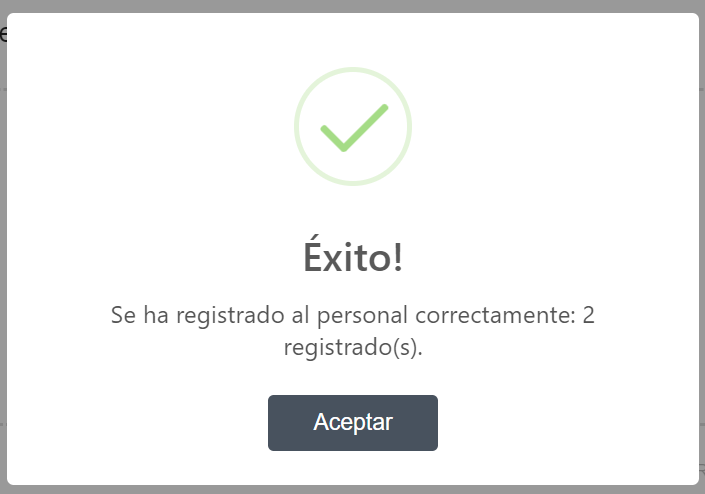 Éxito!
Se ha registrado al personal correctamente: 2
registrado(s).
Aceptar